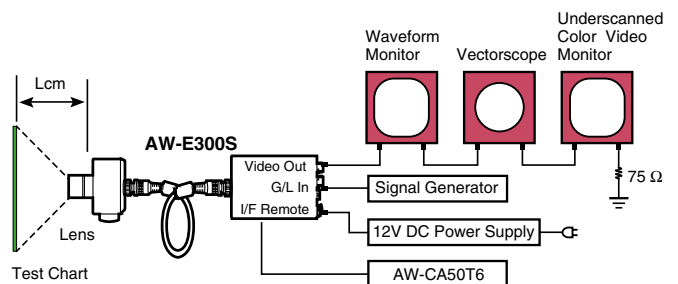 Underscanned
Waveform
Monitor
Vectorscope
Color Video
Monitor
Lcm
AW-E300S
Video Out
G/L In
I/F Remote
Signal Generator
75 Ω
12V DC Power Supply
Lens
Test Chart
AW-CA50T6